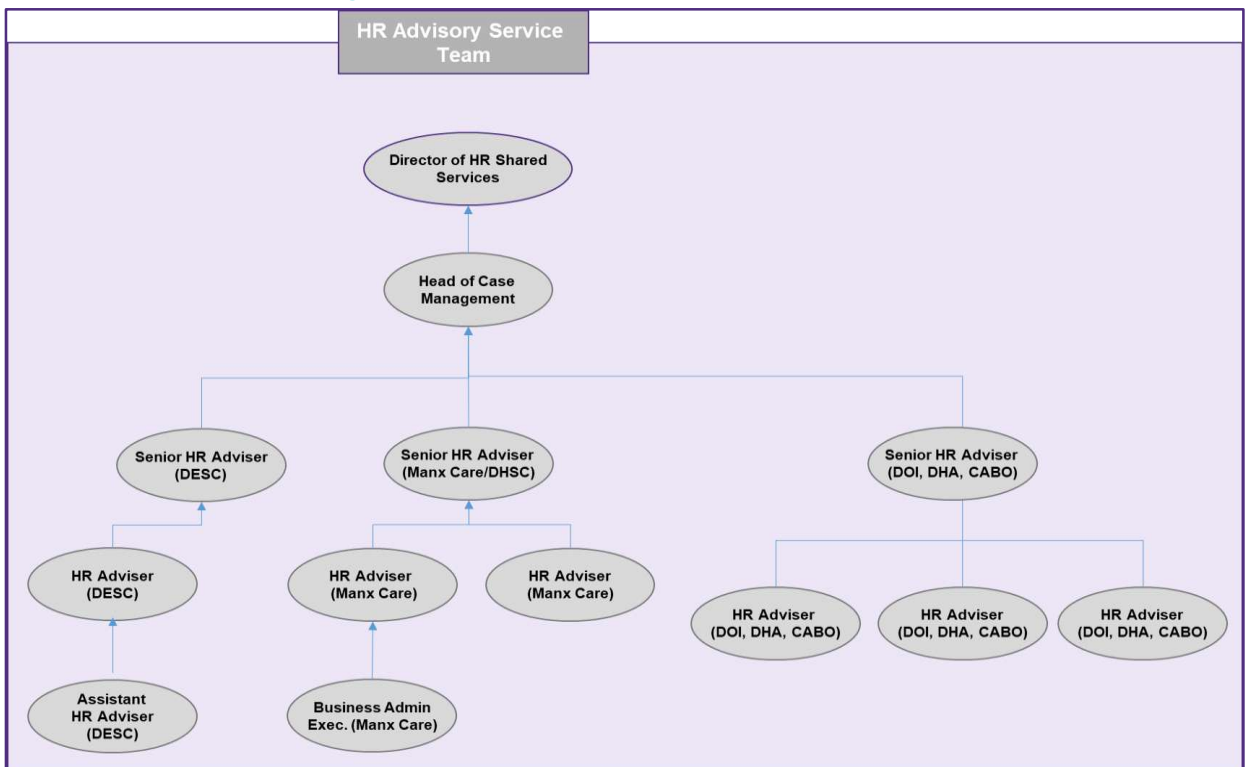 HR Advisory Service
Team
Director of HR Shared
Services
Head of Case
Management
Senior HR Adviser
(DESC)
Senior HR Adviser
(Manx Care/DHSC)
Senior HR Adviser
(DOI, DHA, CABO)
HR Adviser
(DESC)
HR Adviser
(Manx Care)
HR Adviser
(Manx Care)
HR Adviser
(DOI, DHA, CABO)
HR Adviser
(DOI, DHA, CABO)
HR Adviser
(DOI, DHA, CABO)
Assistant
HR Adviser
(DESC)
Business Admin
Exec. (Manx Care)